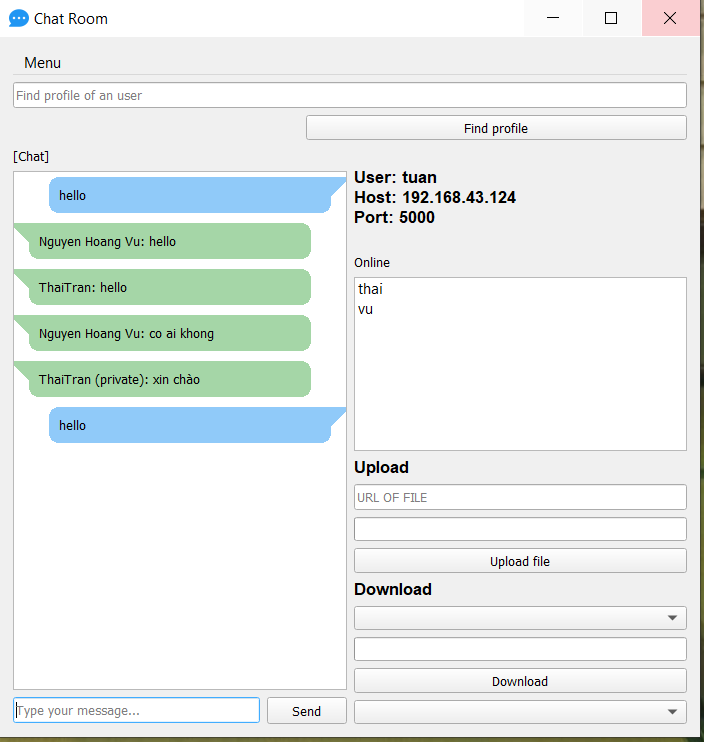 Chat Room
Menu
Find profile of an user
Find profile
[Chat]
hello
Nguyen Hoang Vu: hello
ThaiTran: hello
Nguyen Hoang Vu: co ai khong
ThaiTran (private): xin chào
hello
Type your message...
Send
User: tuan
Host: 192.168.43.124
Port: 5000
Online
thai
vu
Upload
URL OF FILE
Upload file
Download
Download